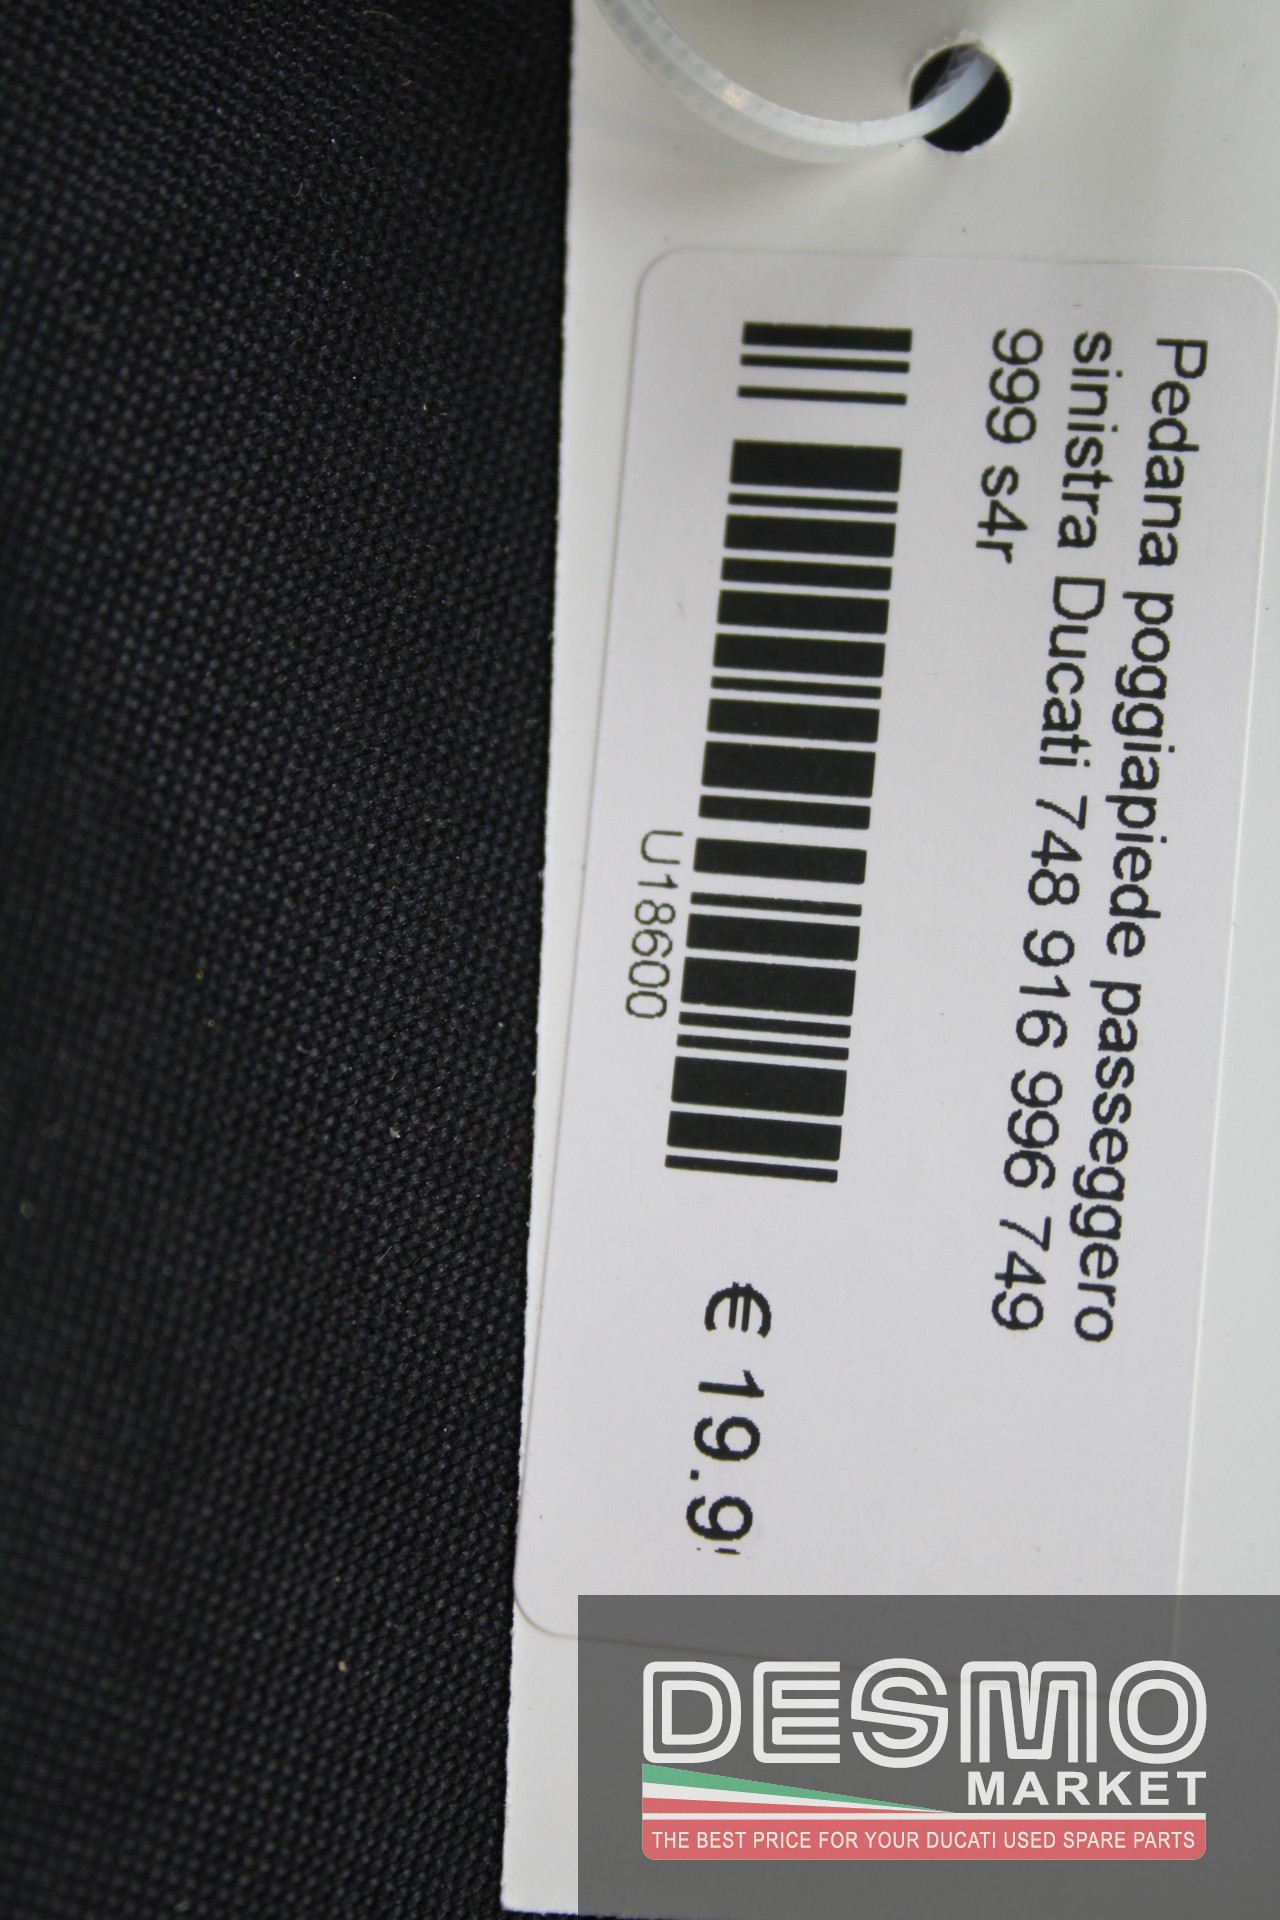 Pedana poggiapiede passeggero
sinistra Ducati 748 916 996 749
999 s4r
U18600
€ 19.9
DESMO
MARKET
THE BEST PRICE FOR YOUR DUCATI USED SPARE PARTS